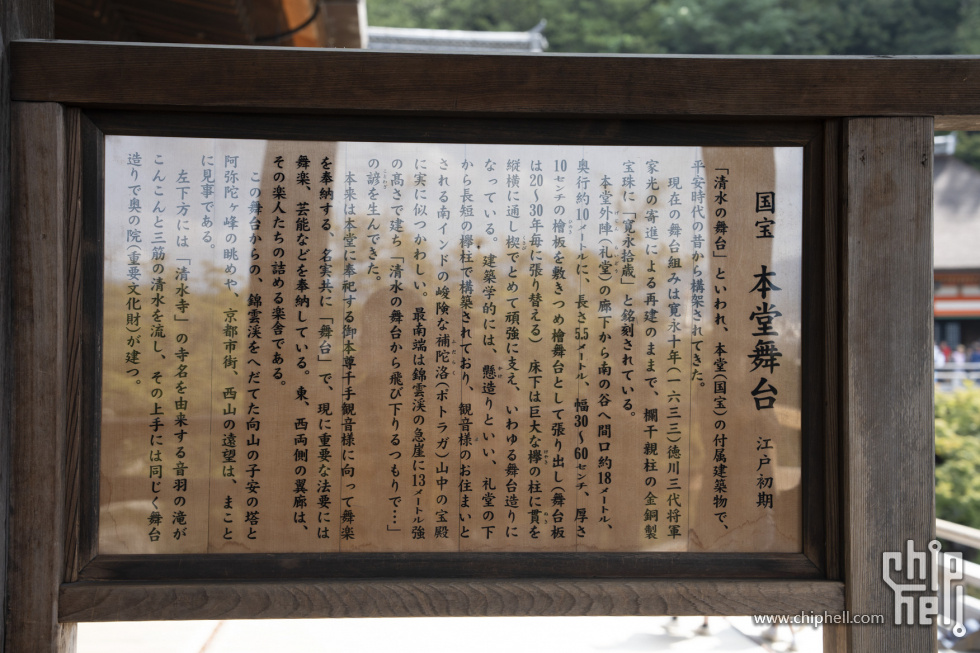 国宝 本堂舞台 江戸初期
「清水の舞台」といわれ、本堂(国宝)の付属建築物で、
平安時代の昔から構架されてきた。
現在の舞台組みは寛永十年(一六三三)徳川三代将軍
家光の寄進による再建のままで、欄干親柱の金銅製
宝珠に「寛永拾歳」と銘刻されている。
本堂外陣(礼堂)の廊下から南の谷へ間口約18メートル、
奥行約10メートルに、長さ5.5メートル、幅30〜60センチ、厚さ
10センチの檜板を敷きつめ檜舞台として張り出し(舞台板
は20〜30年毎に張り替える)床下は巨大な欅の柱に貫を
縦横に通し楔でとめて頑強に支え、いわゆる舞台造りに
なっている。建築学的には、懸造りといい、礼堂の下
から長短の欅柱で構築されており、観音様のお住まいと
される南インドの峻険な補陀洛(ポトラガ)山中の宝殿
に実に似つかわしい。最南端は錦雲渓の急崖に13メートル強
の高さで建ち「清水の舞台から飛び下りるつもりで…」
の諺を生んできた。
本来は本堂に奉祀する御本尊千手観音様に向って舞楽
を奉納する、名実共に「舞台」で、現に重要な法要には
舞楽、芸能などを奉納している。東、西両側の翼廊は、
その楽人たちの詰める楽舎である。
この舞台からの、錦雲渓をへだてた向山の子安の塔と
阿弥陀ヶ峰の眺めや、京都市街、西山の遠望は、まこと
に見事である。
左下方には「清水寺」の寺名を由来する音羽の滝が
こんこんと三筋の清水を流し、その上手には同じく舞台
造りで奥の院(重要文化財)が建つ。
www.chiphell.com
chip
hell